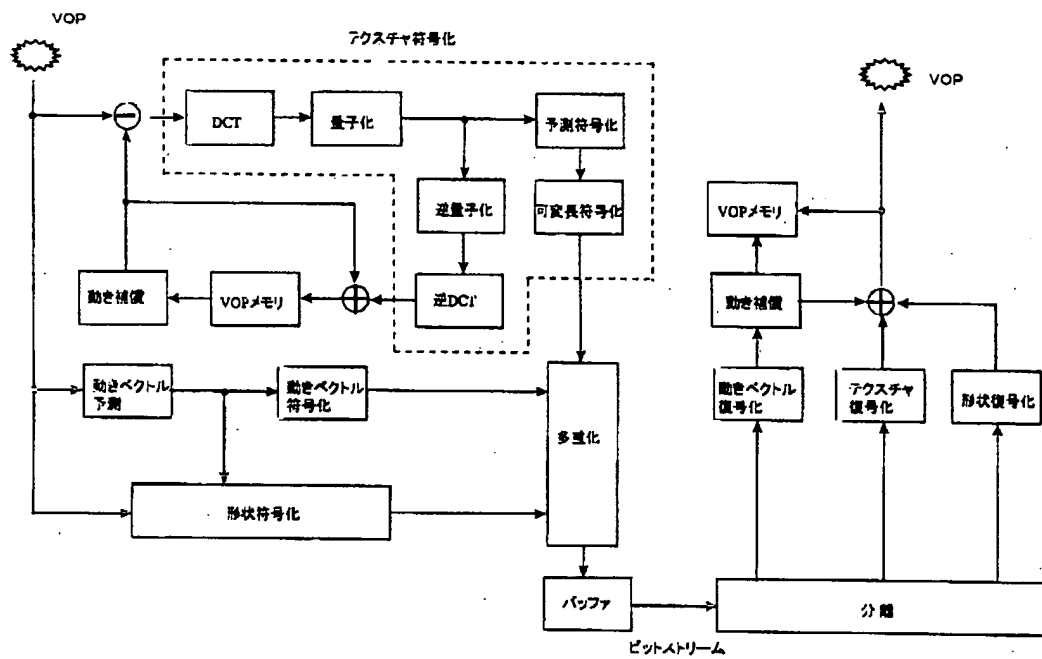 VOP
テクスチャ符号化
VOP
DCT
量子化
予測符号化
逆量子化
可変長符号化
VOPメモリ
動き補償
VOPメモリ
逆DCT
動き補償
動きベクトル
予測
動きベクトル
符号化
多重化
動きベクトル
復号化
テクスチャ
復号化
形状復号化
形状符号化
バッファ
分離
ビットストリーム